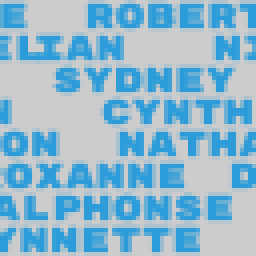 E ROBERT
ELIAN NI
SYDNEY
N CYNTH
ON NATHA
ROXANNE D
ALPHONSE
YNNETTE